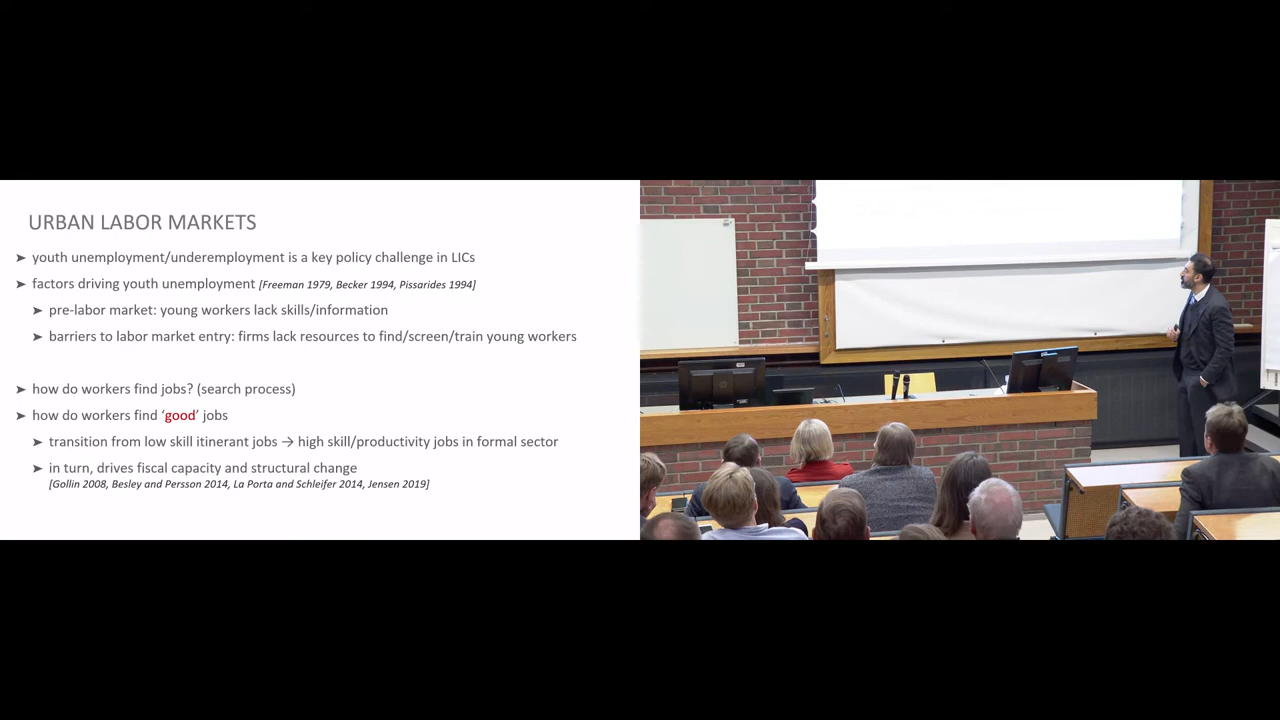 URBAN LABOR MARKETS
➤ youth unemployment/underemployment is a key policy challenge in LICs
➤ factors driving youth unemployment [Freeman 1979, Becker 1994, Pissarides 1994]
➤ pre-labor market: young workers lack skills/information
➤ barriers to labor market entry: firms lack resources to find/screen/train young workers
➤ how do workers find jobs? (search process)
➤ how do workers find ‘good’ jobs
➤ transition from low skill itinerant jobs → high skill/productivity jobs in formal sector
➤ in turn, drives fiscal capacity and structural change
[Gollin 2008, Besley and Persson 2014, La Porta and Schleifer 2014, Jensen 2019]